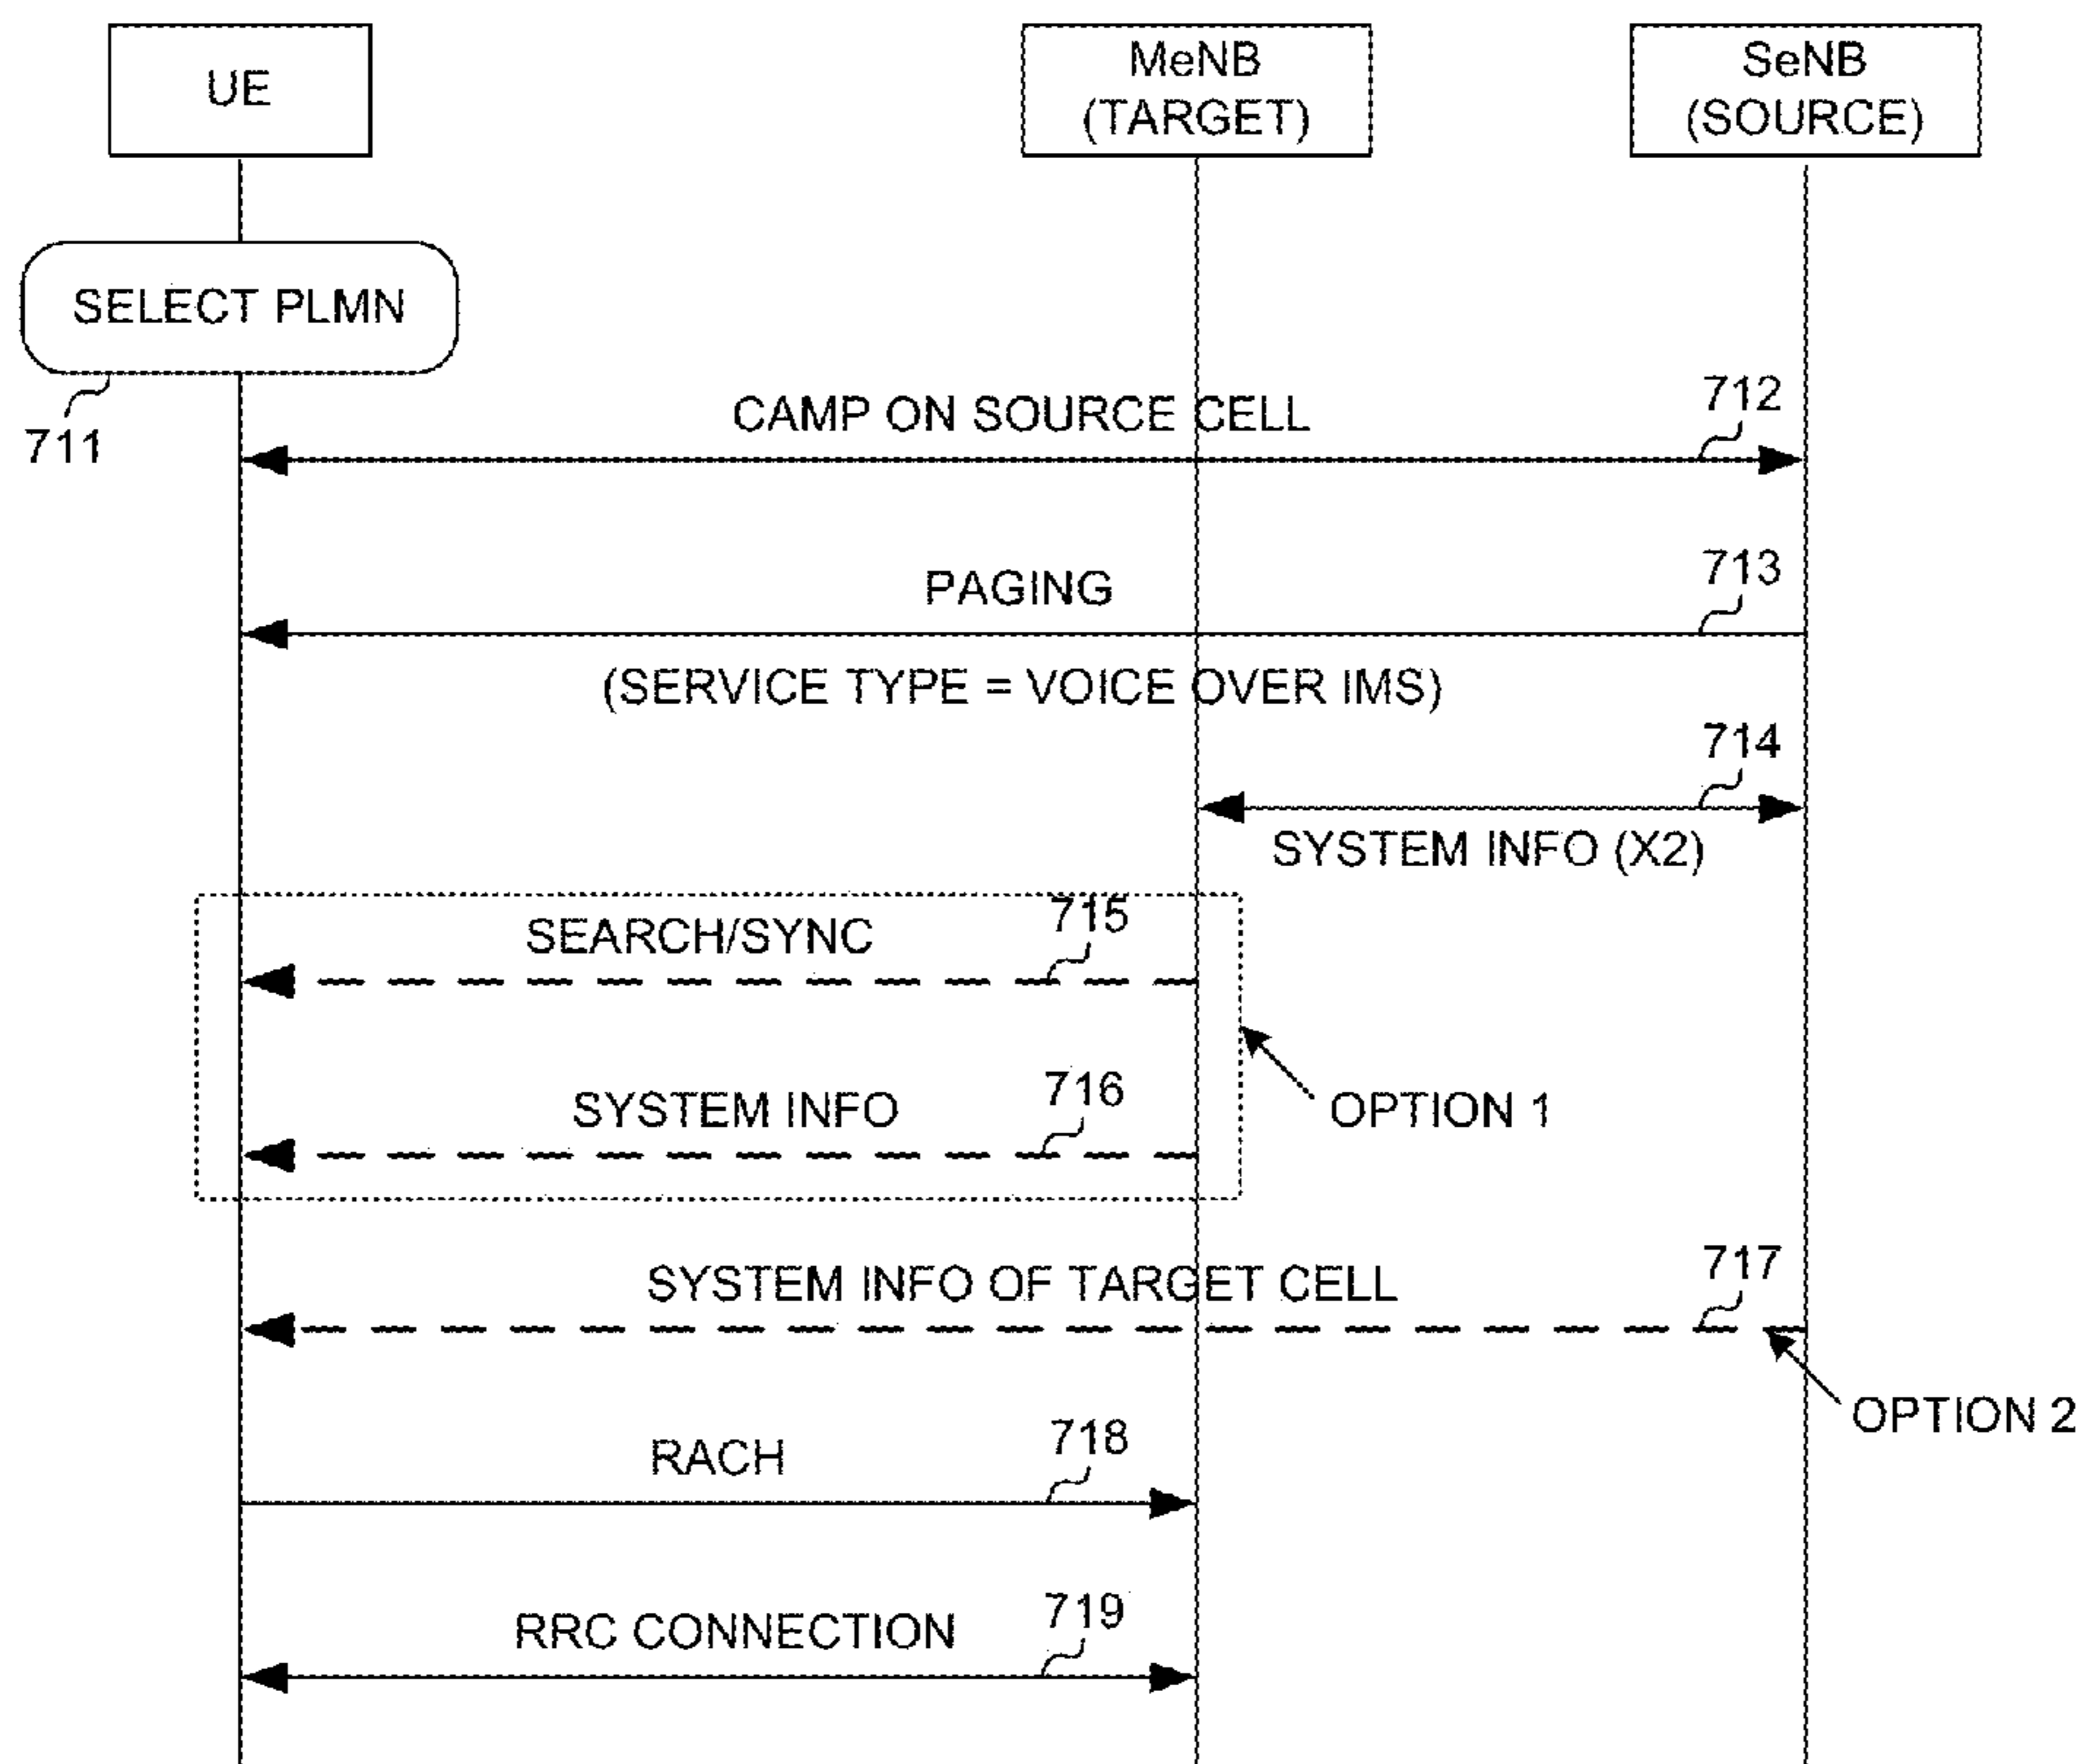 UE
MeNB
(TARGET)
SeNB
(SOURCE)
SELECT PLMN
711
CAMP ON SOURCE CELL
712
PAGING
713
(SERVICE TYPE = VOICE OVER IMS)
714
SYSTEM INFO (X2)
SEARCH/SYNC
715
SYSTEM INFO
716
OPTION 1
SYSTEM INFO OF TARGET CELL
717
OPTION 2
RACH
718
RRC CONNECTION
719